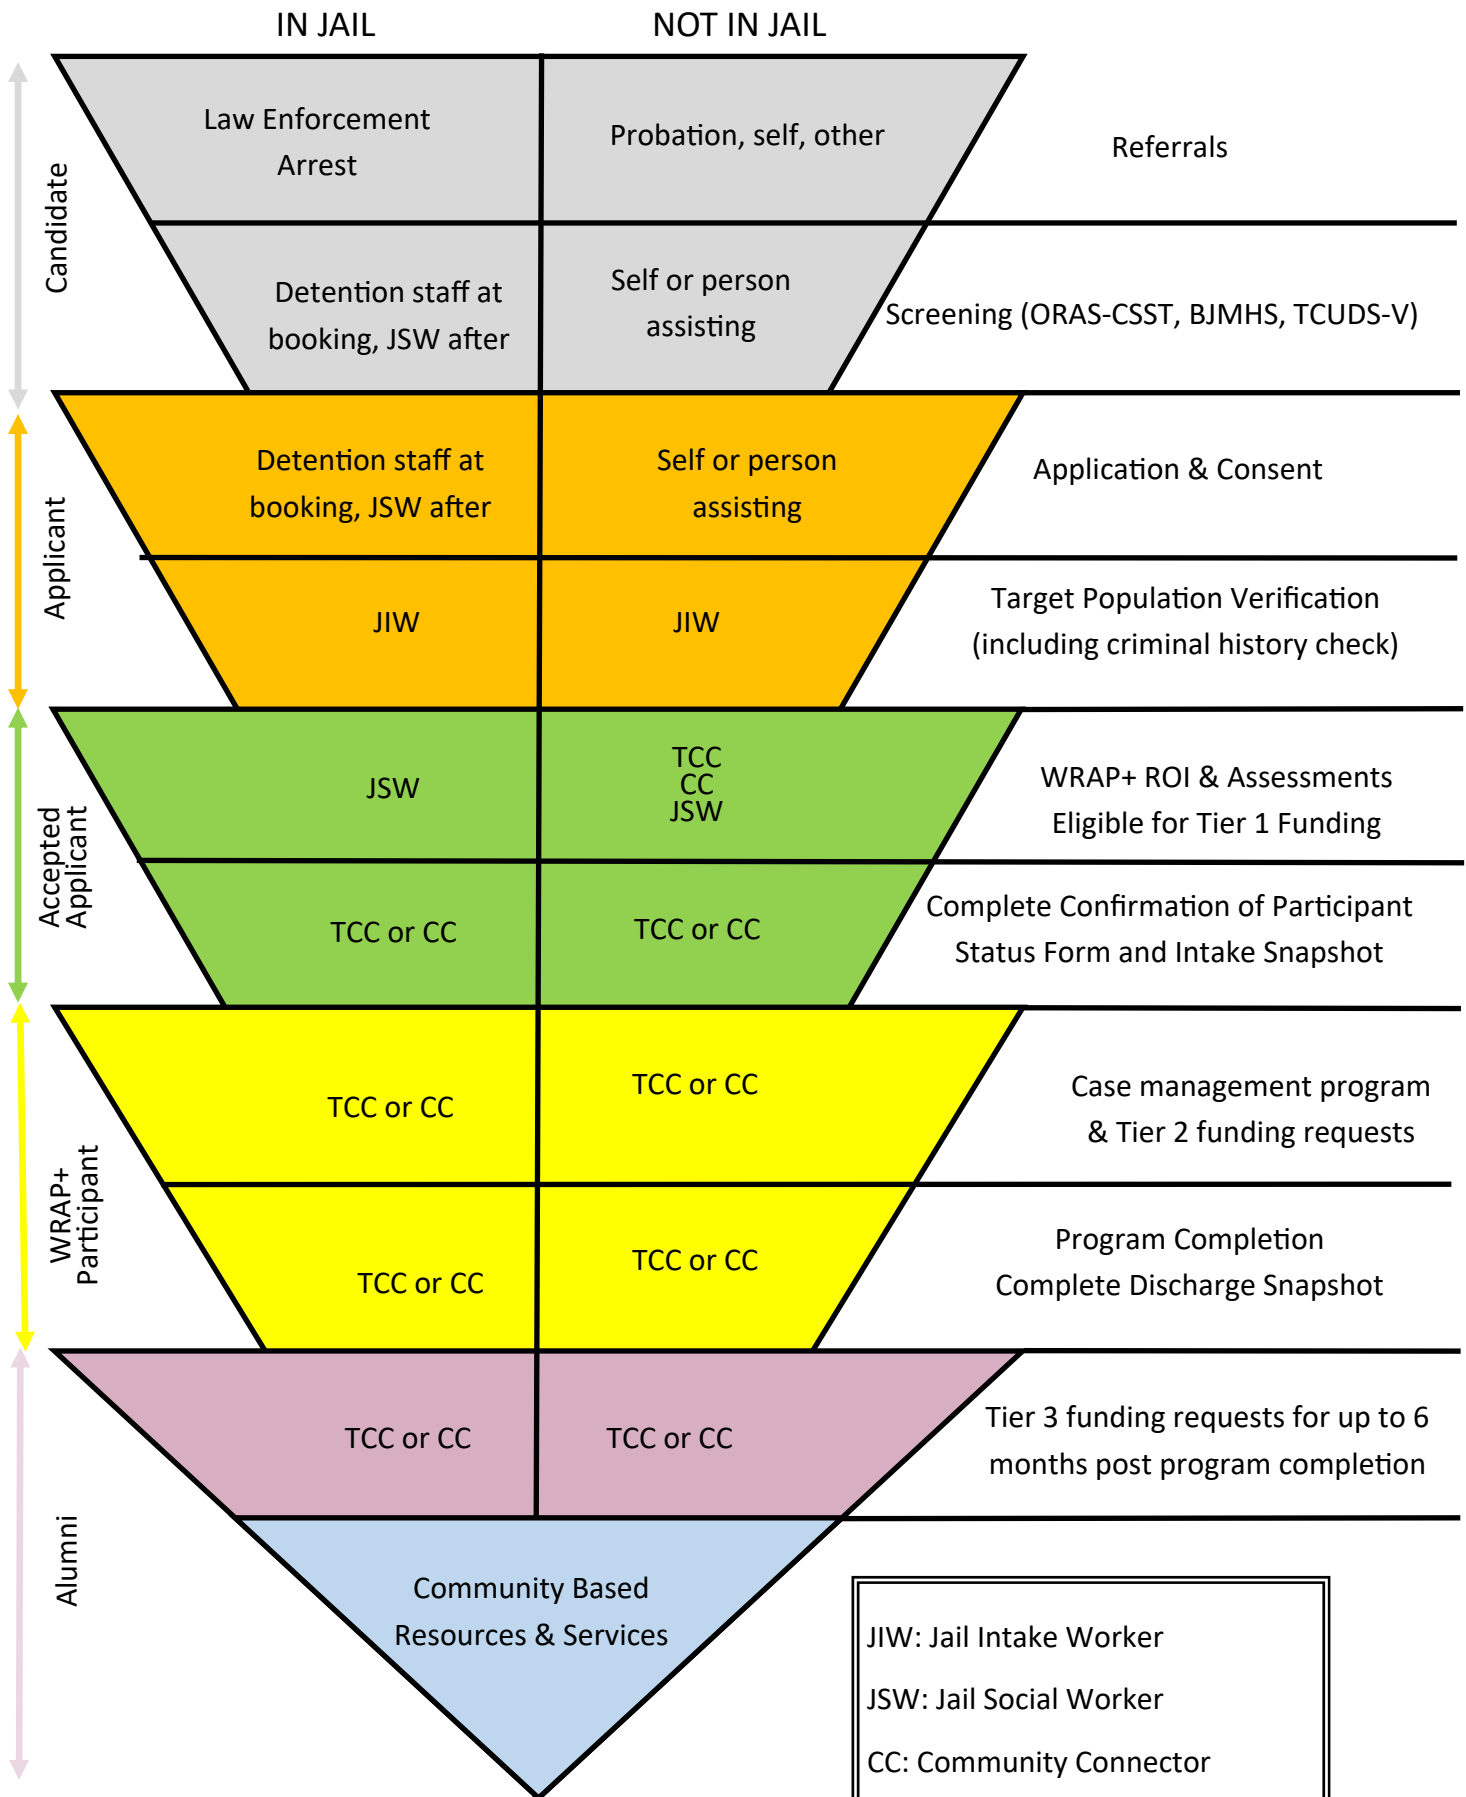 IN JAIL
NOT IN JAIL
Candidate
Law Enforcement
Arrest
Probation, self, other
Referrals
Detention staff at
booking, JSW after
Self or person
assisting
Screening (ORAS-CSST, BJMHS, TCUDS-V)
Applicant
Detention staff at
booking, JSW after
Self or person
assisting
Application & Consent
JIW
JIW
Target Population Verification
(including criminal history check)
Accepted
Applicant
JSW
TCC
CC
JSW
WRAP+ ROI & Assessments
Eligible for Tier 1 Funding
TCC or CC
TCC or CC
Complete Confirmation of Participant
Status Form and Intake Snapshot
WRAP+
Participant
TCC or CC
TCC or CC
Case management program
& Tier 2 funding requests
TCC or CC
TCC or CC
Program Completion
Complete Discharge Snapshot
Alumni
TCC or CC
TCC or CC
Tier 3 funding requests for up to 6
months post program completion
Community Based
Resources & Services
JIW: Jail Intake Worker
JSW: Jail Social Worker
CC: Community Connector